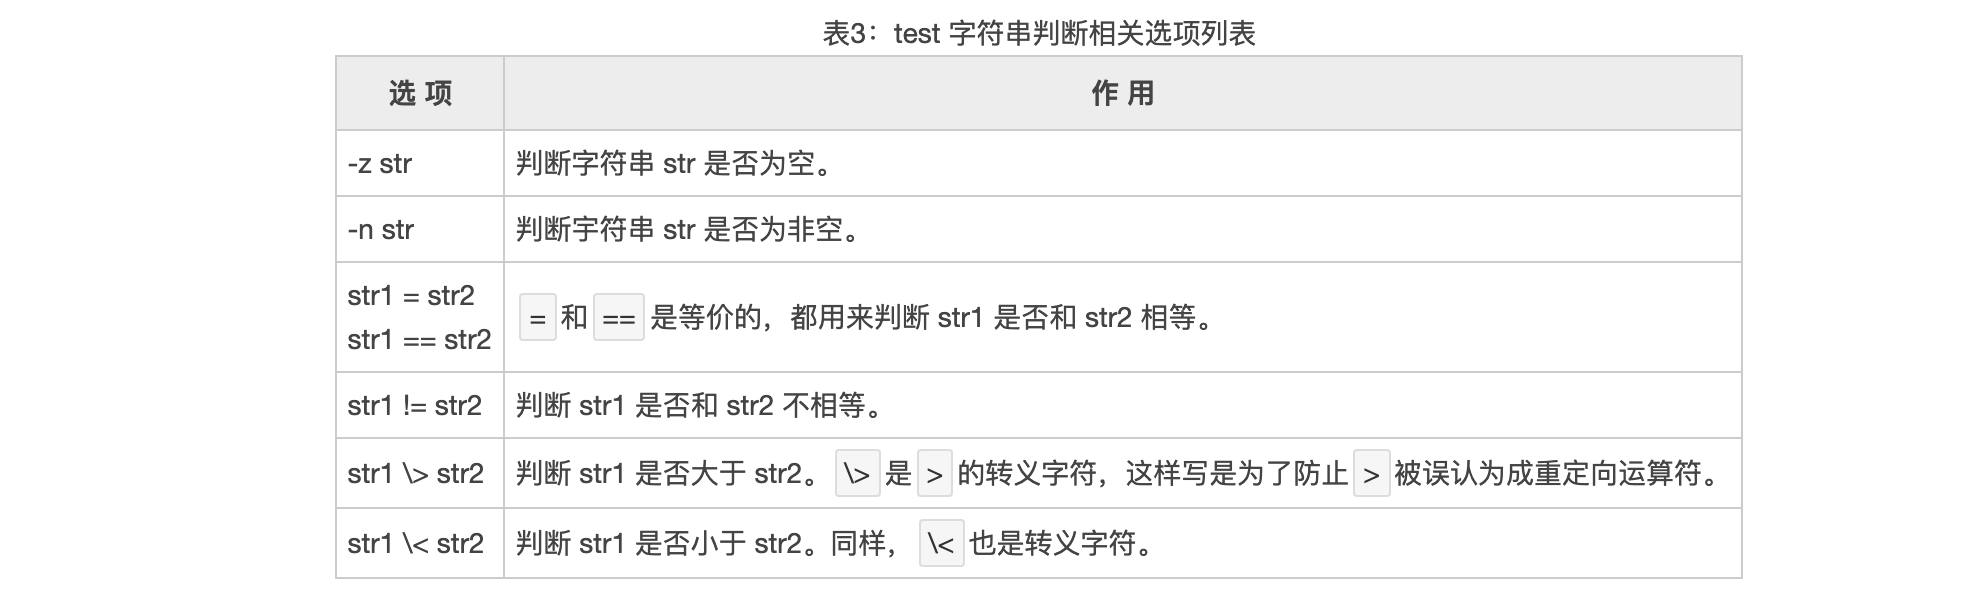 表3：test 字符串判断相关选项列表
选 项 作 用
-z str 判断字符串 str 是否为空。
-n str 判断宇符串 str 是否为非空。
str1 = str2
str1 == str2
= 和 == 是等价的，都用来判断 str1 是否和 str2 相等。
str1 != str2 判断 str1 是否和 str2 不相等。
str1 \> str2 判断 str1 是否大于 str2。\> 是 > 的转义字符，这样写是为了防止 > 被误认为成重定向运算符。
str1 \< str2 判断 str1 是否小于 str2。同样，\< 也是转义字符。